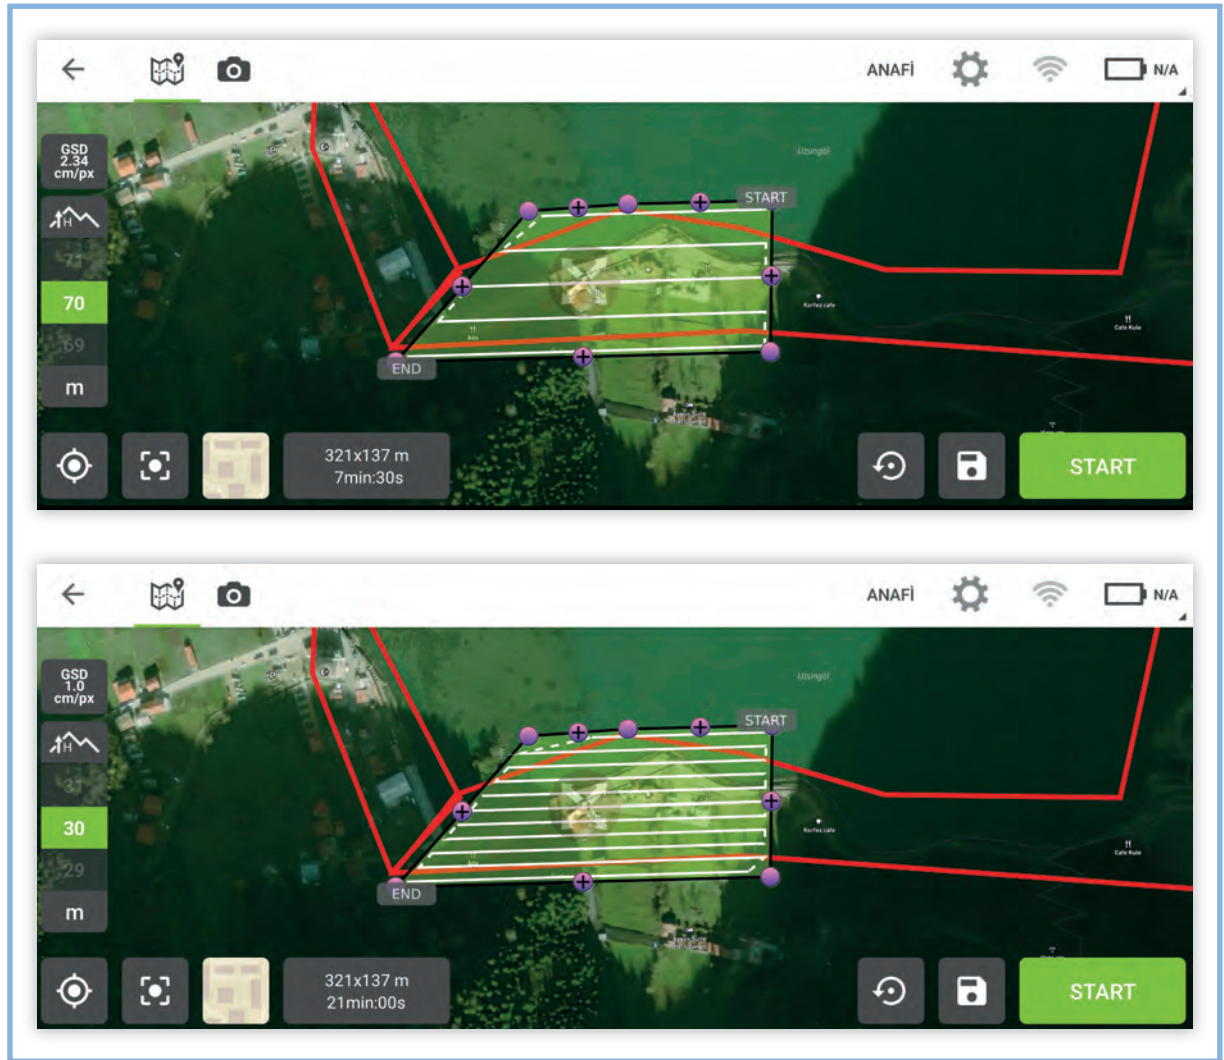 ANAFİ
N/A
GSD
2.34
cm/px
H
71
70
69
m
Uzungöl
START
Korfez cafe
Cafe Kule
Ada
END
321x137 m
7min:30s
START
ANAFİ
N/A
GSD
1.0
cm/px
H
31
30
29
m
Uzungöl
START
Korfez cafe
Cafe Kule
Ada
END
321x137 m
21min:00s
START